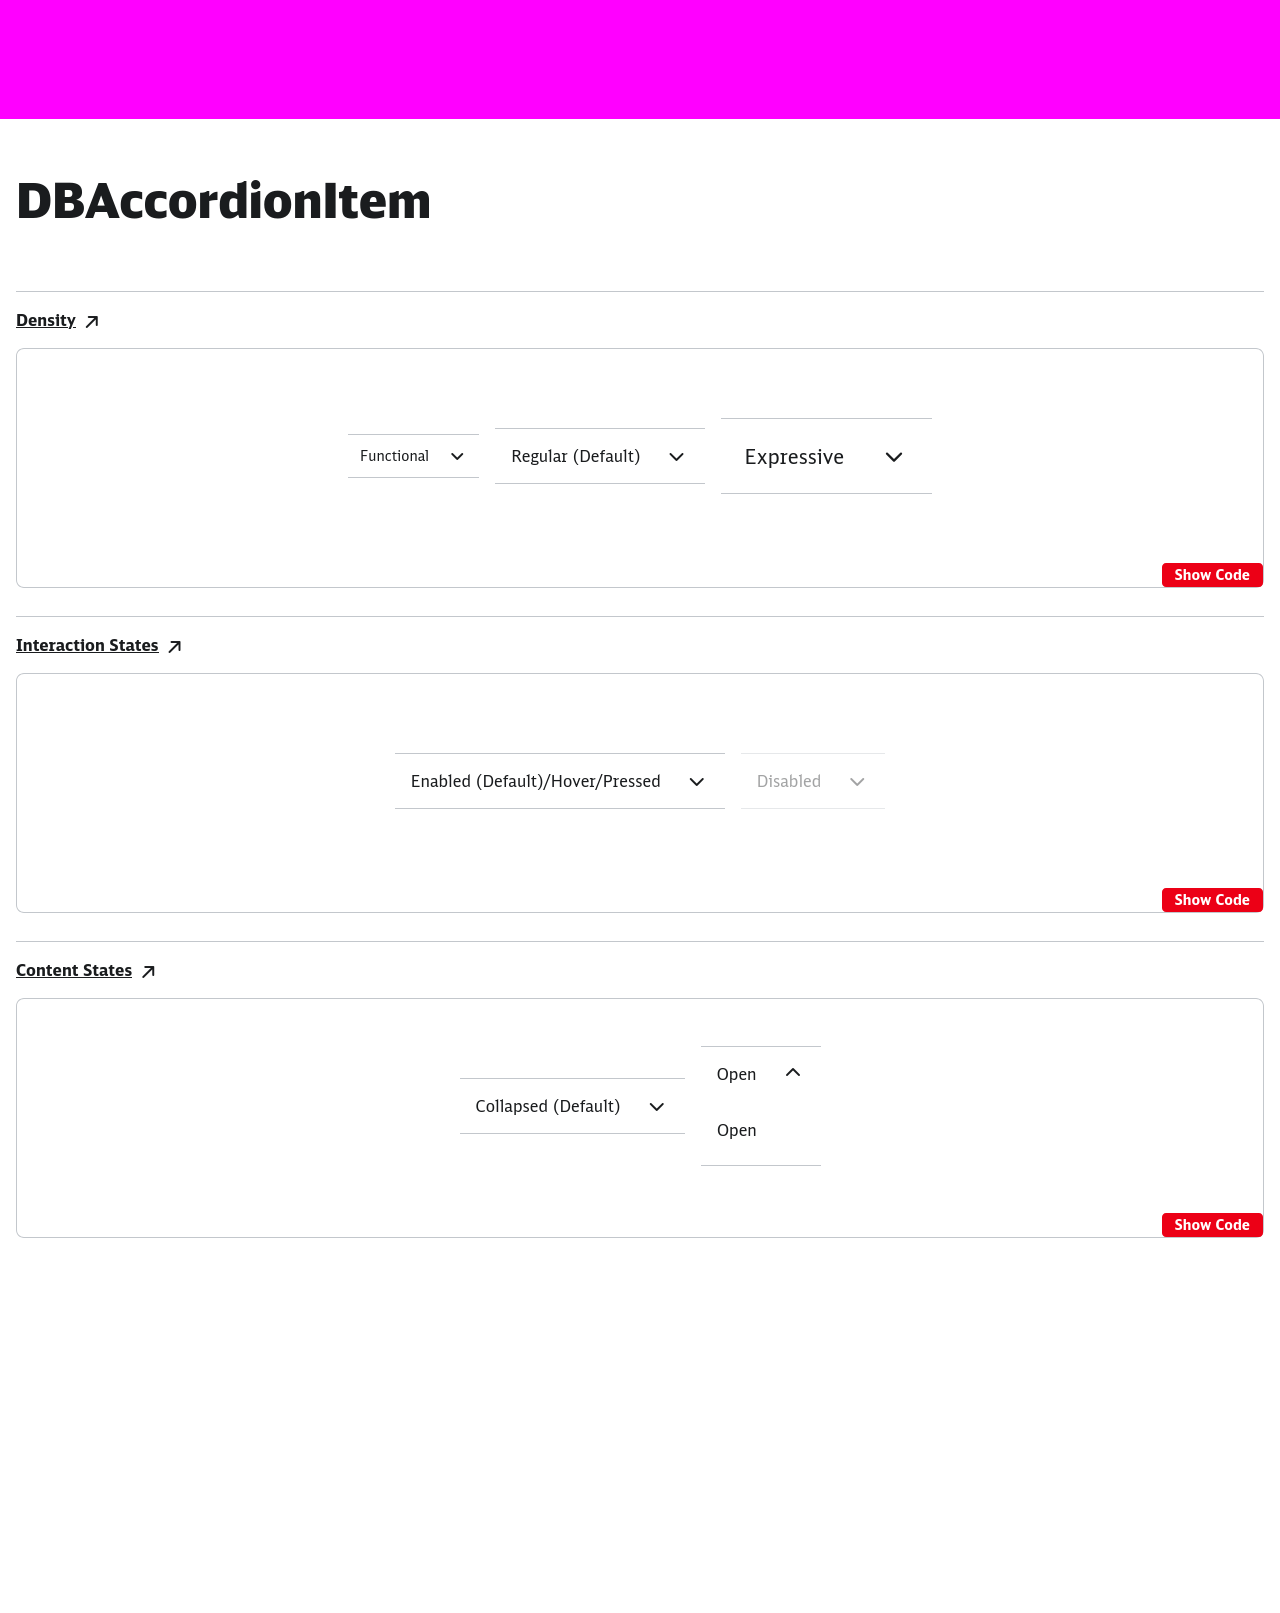 DBAccordionItem
Density
Functional
Regular (Default)
Expressive
Show Code
Interaction States
Enabled (Default)/Hover/Pressed
Disabled
Show Code
Content States
Collapsed (Default)
Open
Open
Show Code